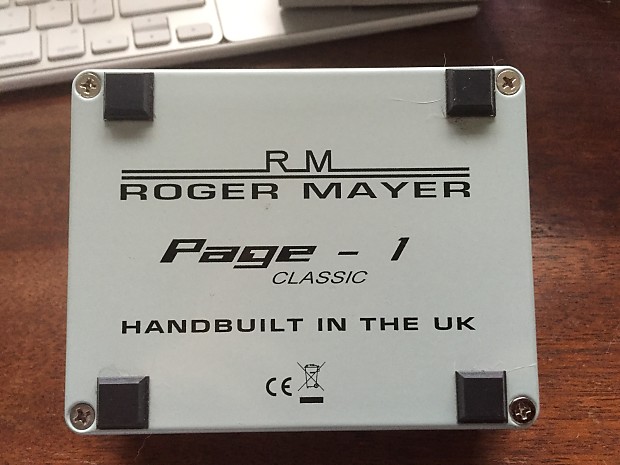 RM
ROGER MAYER
Page - 1
CLASSIC
HANDBUILT IN THE UK
CE